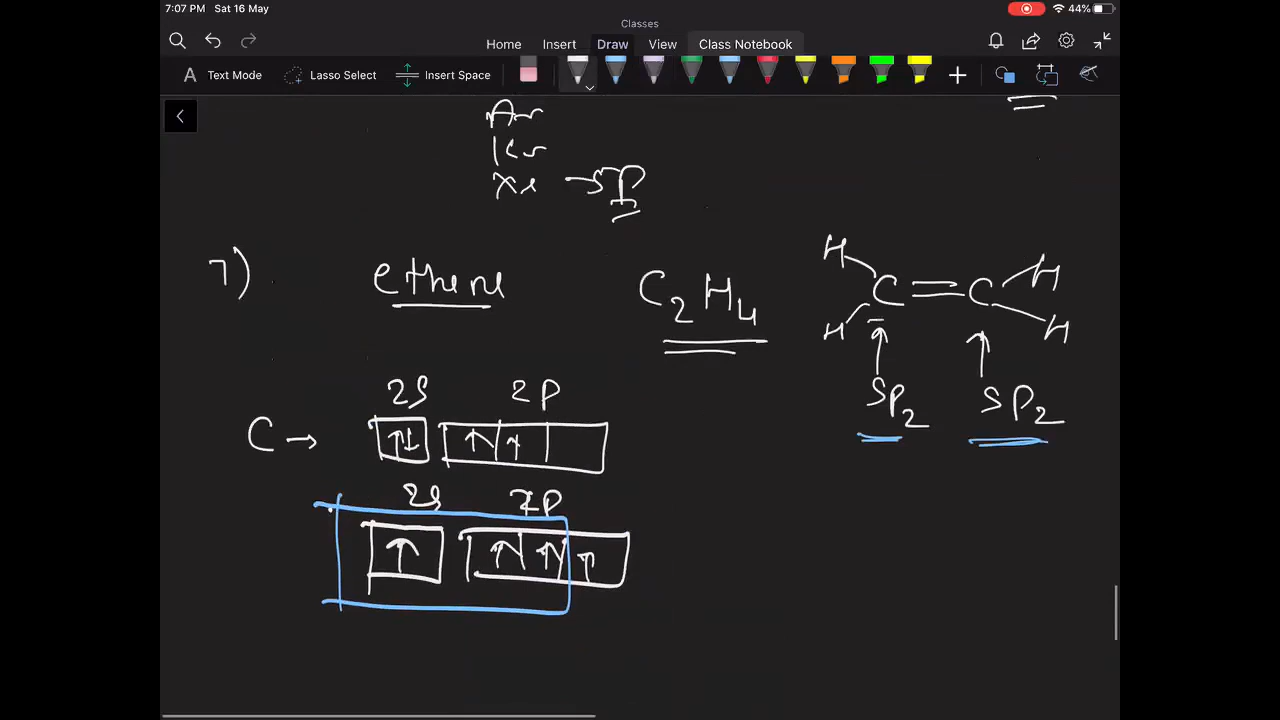 7:07 PM Sat 16 May
44%
Classes
Home Insert Draw View Class Notebook
Text Mode Lasso Select Insert Space
Ar
Kr
Xe → 5P
7) ethene C2H4
H H
C = C
H H
SP2 SP2
2S 2P
C →
2S 2P